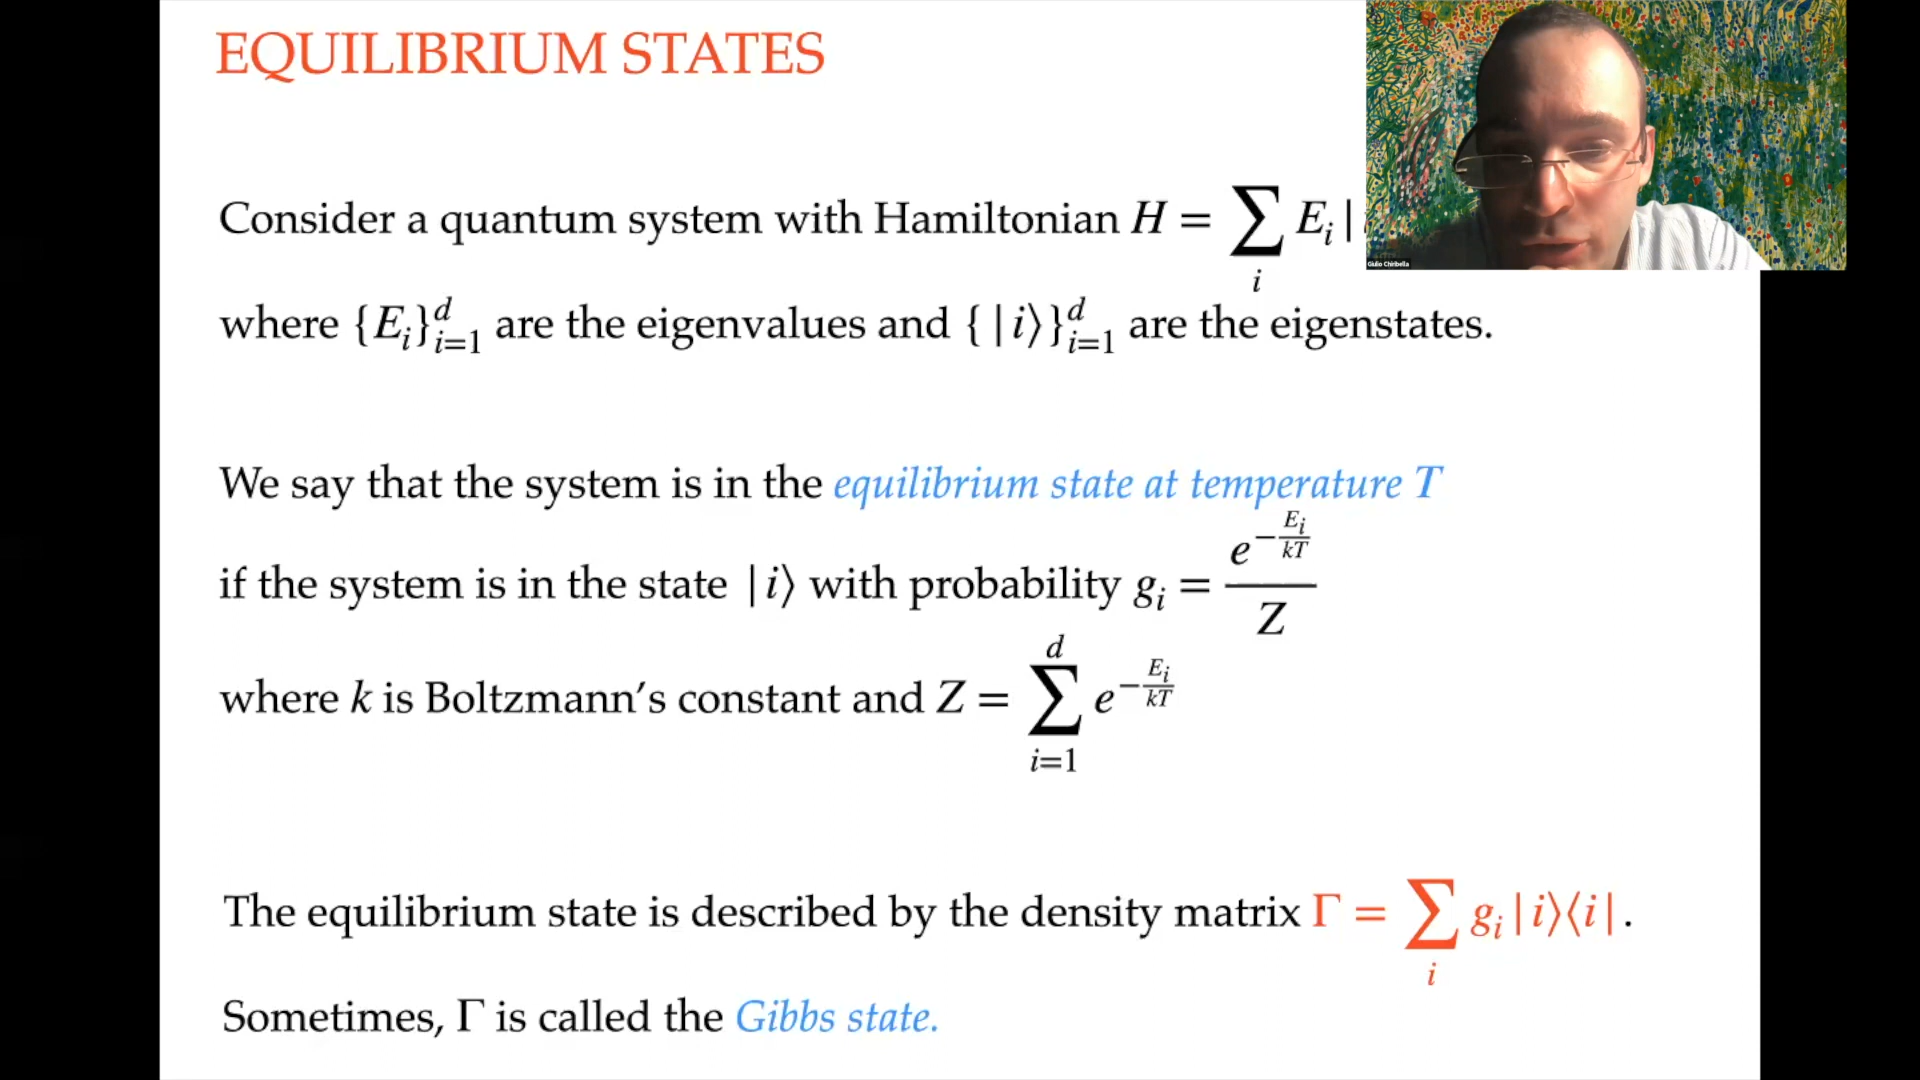 EQUILIBRIUM STATES
Consider a quantum system with Hamiltonian H = ∑_i E_i |
where {E_i}_{i=1}^d are the eigenvalues and { |i⟩}_{i=1}^d are the eigenstates.
We say that the system is in the equilibrium state at temperature T
if the system is in the state |i⟩ with probability g_i = e^{-E_i/kT} / Z
where k is Boltzmann's constant and Z = ∑_{i=1}^d e^{-E_i/kT}
The equilibrium state is described by the density matrix Γ = ∑_i g_i |i⟩⟨i| .
Sometimes, Γ is called the Gibbs state.
Giulio Chiribella